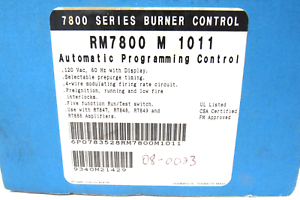 7800 SERIES BURNER CONTROL
RM7800 M 1011
Automatic Programming Control
.120 Vac, 60 Hz with Display.
.Selectable prepurge timing.
.4-wire modulating firing rate circuit.
.Preignition, running and low fire
interlocks.
.Five function Run/Test switch.
.Use with R7847, R7848, R7849 and
R7886 Amplifiers.
UL Listed
CSA Certified
FM Approved
6P0783528RM7800M1011
08-0003
9340M21429